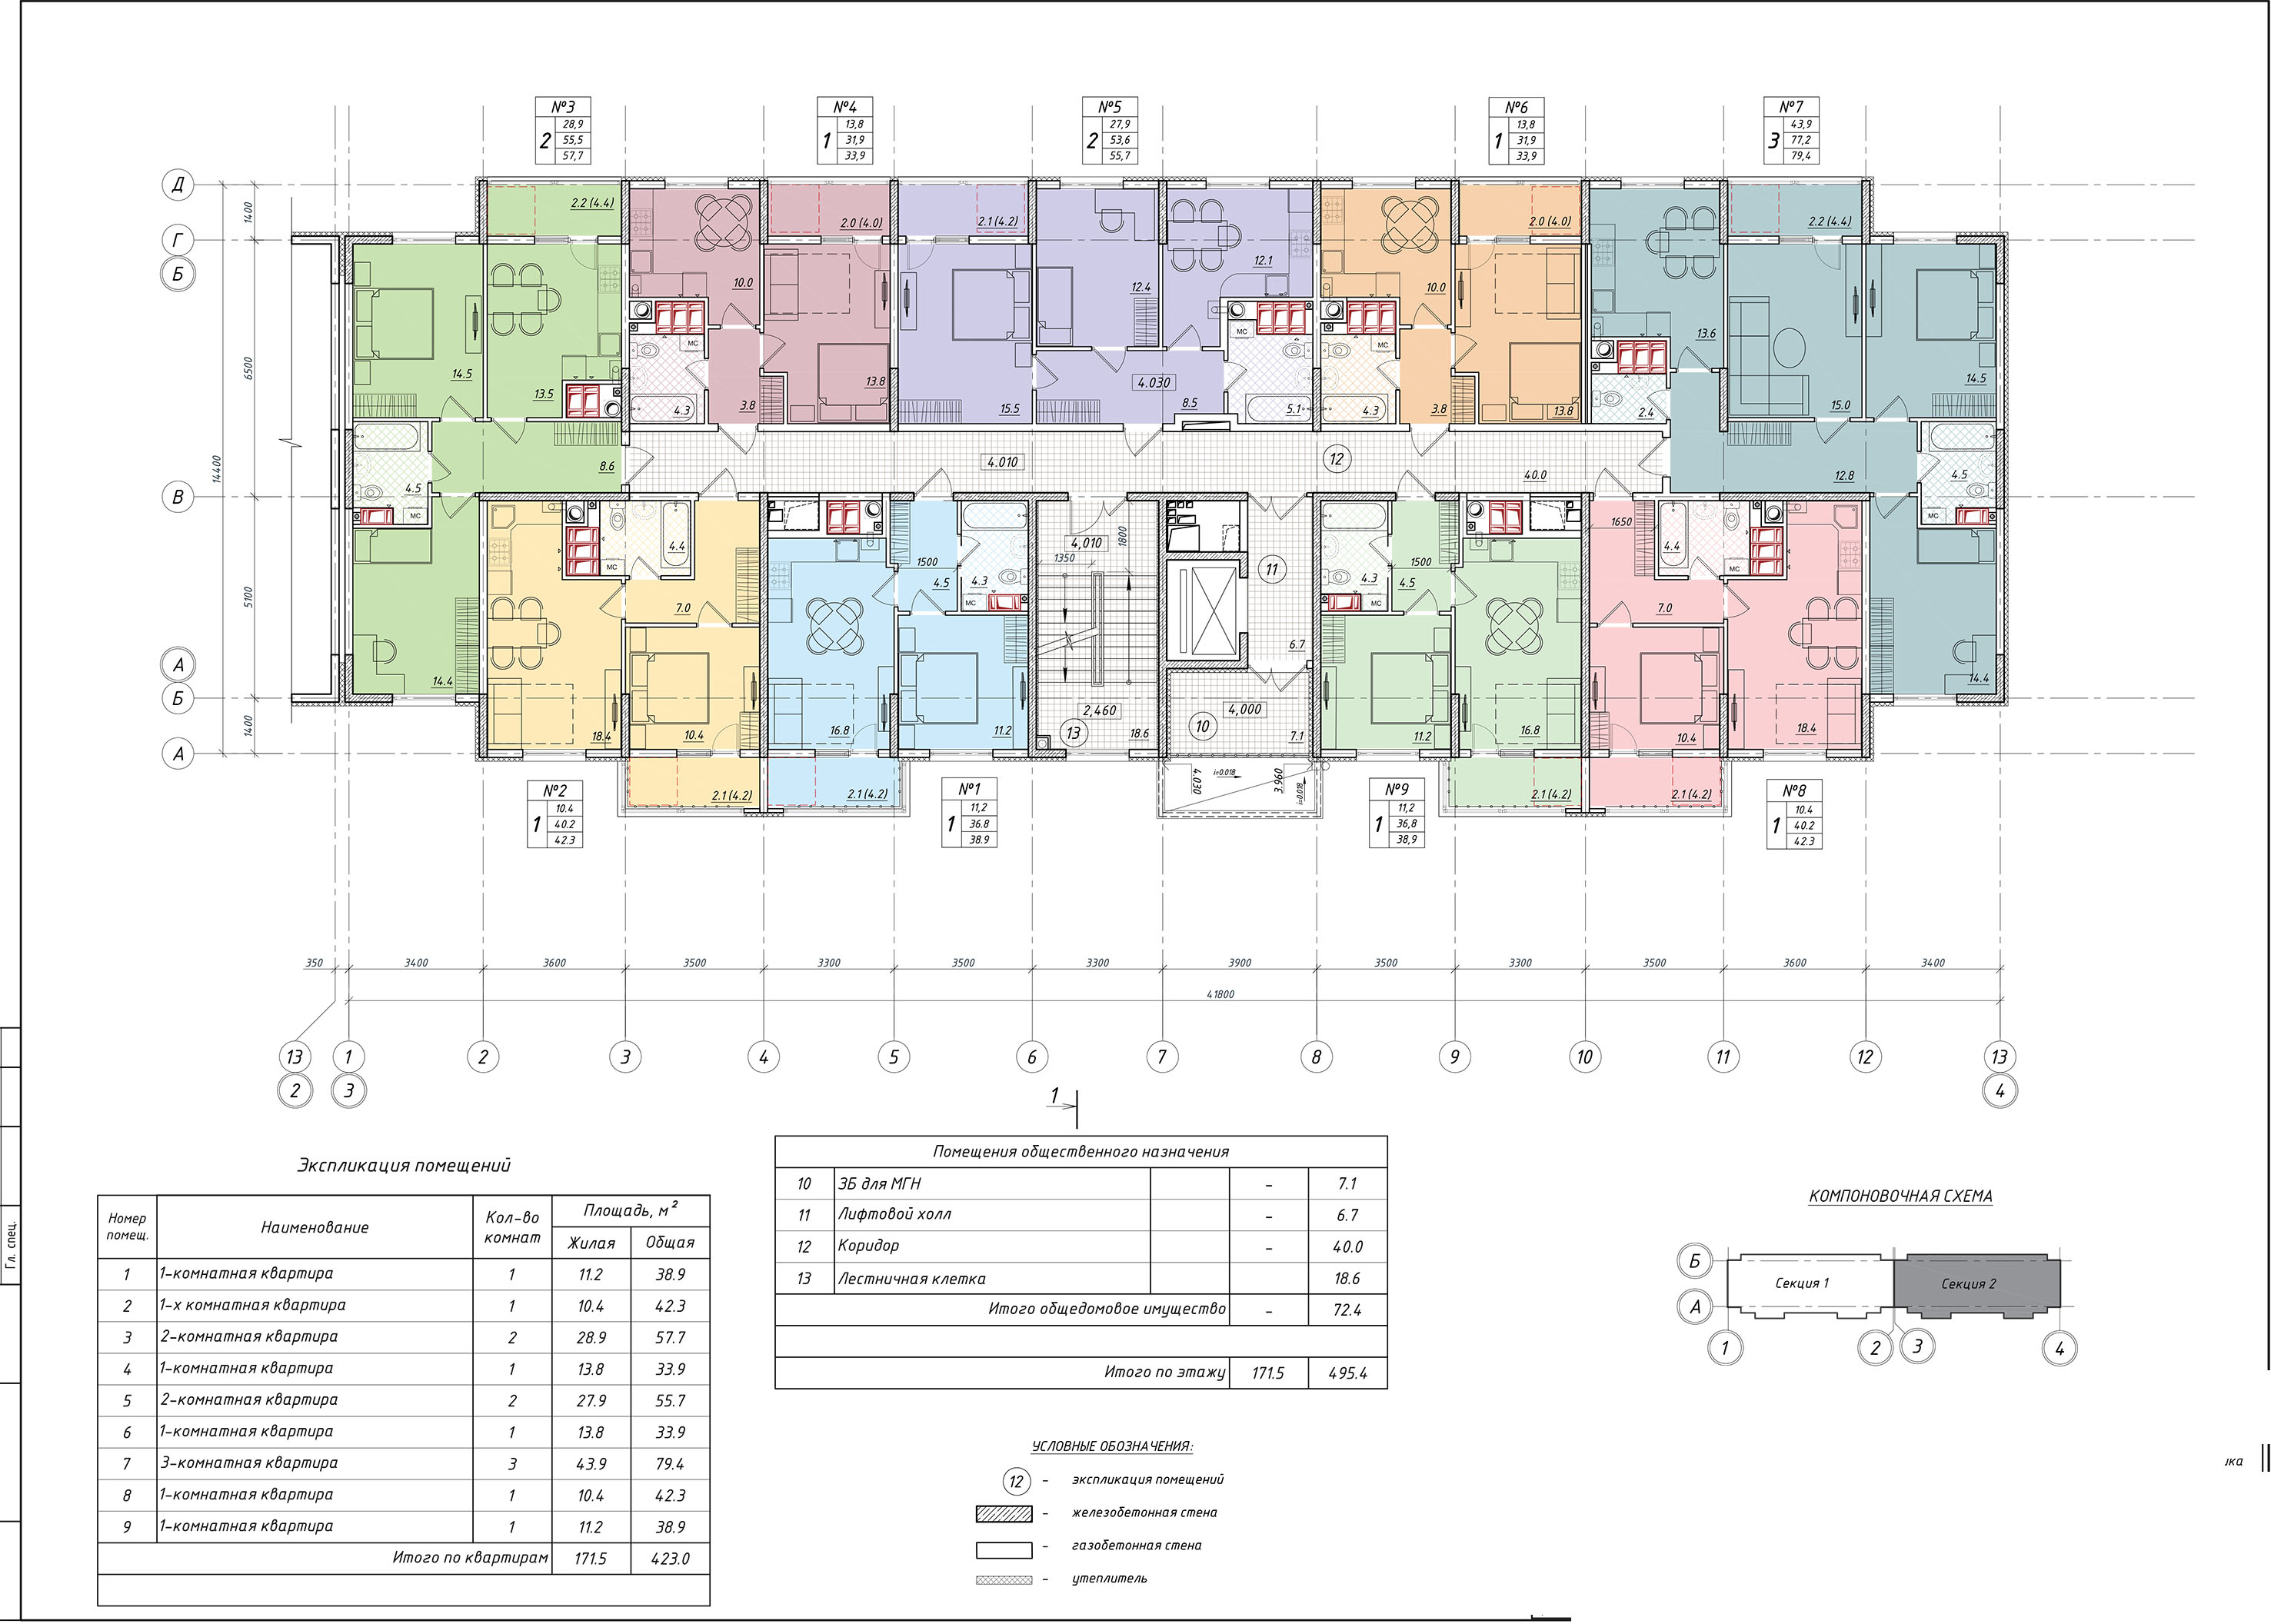 №3
2
28,9
55,5
57,7
№4
1
13,8
31,9
33,9
№5
2
27,9
53,6
55,7
№6
1
13,8
31,9
33,9
№7
3
43,9
77,2
79,4
Д
Г
Б
В
А
Б
А
1400
6500
5100
1400
14400
2.2 (4.4)
2.0 (4.0)
2.1 (4.2)
2.0 (4.0)
2.2 (4.4)
14.5
13.5
10.0
МС
4.3
3.8
13.8
15.5
12.4
12.1
4.030
8.5
МС
5.1
10.0
МС
4.3
3.8
13.8
13.6
2.4
15.0
14.5
8.6
4.5
МС
4.010
12
40.0
12.8
4.5
МС
14.4
18.4
МС
4.4
7.0
10.4
16.8
1500
4.5
4.3
МС
11.2
4,010
1350
1800
2,460
13
18.6
11
6.7
10
4,000
7.1
4.3
МС
1500
4.5
11.2
16.8
1650
4.4
МС
7.0
10.4
18.4
14.4
2.1 (4.2)
2.1 (4.2)
4.030
i=0.018
3.960
i=0.018
2.1 (4.2)
2.1 (4.2)
№2
1
10.4
40.2
42.3
№1
1
11,2
36.8
38.9
№9
1
11,2
36,8
38,9
№8
1
10.4
40.2
42.3
350
3400
3600
3500
3300
3500
3300
3900
3500
3300
3500
3600
3400
41800
13
1
2
3
4
5
6
7
8
9
10
11
12
13
2
3
4
1
Экспликация помещений
Номер помещ.
Наименование
Кол-во комнат
Площадь, м²
Жилая
Общая
1 1-комнатная квартира 1 11.2 38.9
2 1-х комнатная квартира 1 10.4 42.3
3 2-комнатная квартира 2 28.9 57.7
4 1-комнатная квартира 1 13.8 33.9
5 2-комнатная квартира 2 27.9 55.7
6 1-комнатная квартира 1 13.8 33.9
7 3-комнатная квартира 3 43.9 79.4
8 1-комнатная квартира 1 10.4 42.3
9 1-комнатная квартира 1 11.2 38.9
Итого по квартирам 171.5 423.0
Помещения общественного назначения
10 ЗБ для МГН - 7.1
11 Лифтовой холл - 6.7
12 Коридор - 40.0
13 Лестничная клетка - 18.6
Итого общедомовое имущество - 72.4
Итого по этажу 171.5 495.4
УСЛОВНЫЕ ОБОЗНАЧЕНИЯ:
12 - экспликация помещений
- железобетонная стена
- газобетонная стена
- утеплитель
КОМПОНОВОЧНАЯ СХЕМА
Б
А
Секция 1
Секция 2
1
2
3
4
Гл. спец.